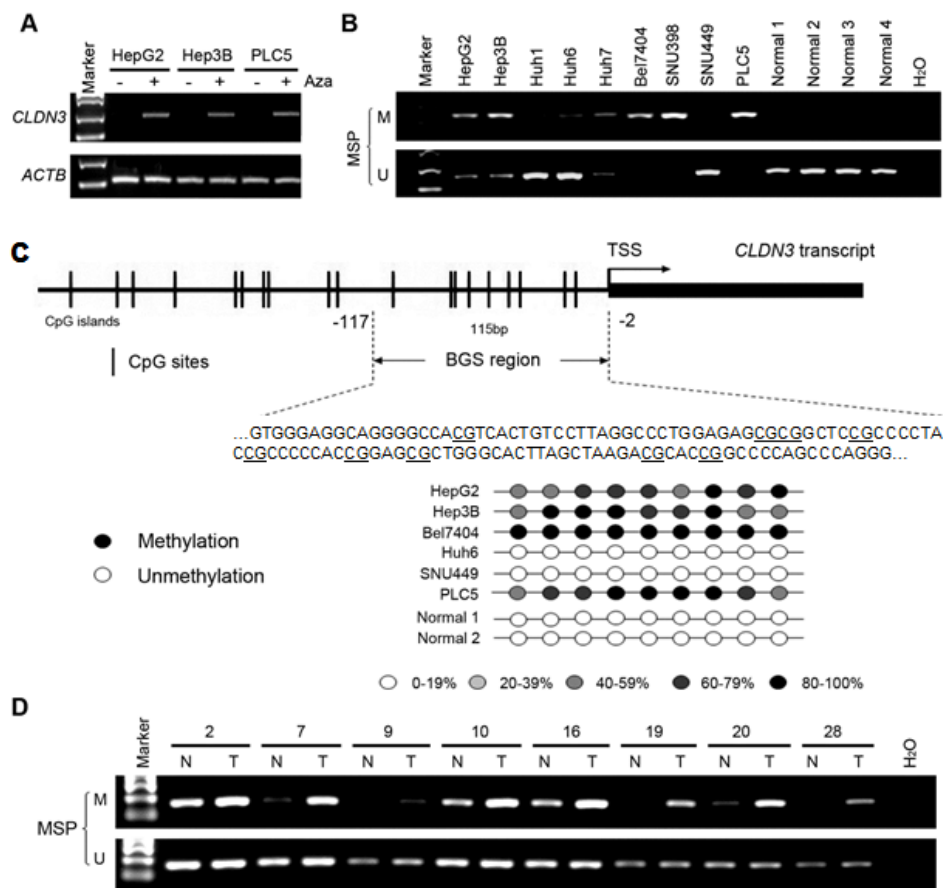 A
Marker
HepG2 Hep3B PLC5
- + - + - + Aza
CLDN3
ACTB
B
Marker HepG2 Hep3B Huh1 Huh6 Huh7 Bel7404 SNU398 SNU449 PLC5 Normal 1 Normal 2 Normal 3 Normal 4 H₂O
MSP
M
U
C
TSS CLDN3 transcript
CpG islands -117 115bp -2
CpG sites BGS region
...GTGGGAGGCAGGGGCCACGTCACTGTCCTTAGGCCCTGGAGAGCGCGGCTCCGCCCCTA
CCGCCCCCACCGGAGCGCTGGGCACTTAGCTAAGACGCACCGGCCCCAGCCCAGGG...
HepG2
Hep3B
Methylation Bel7404
Huh6
Unmethylation SNU449
PLC5
Normal 1
Normal 2
0-19% 20-39% 40-59% 60-79% 80-100%
D
Marker 2 7 9 10 16 19 20 28 H₂O
N T N T N T N T N T N T N T N T
MSP
M
U